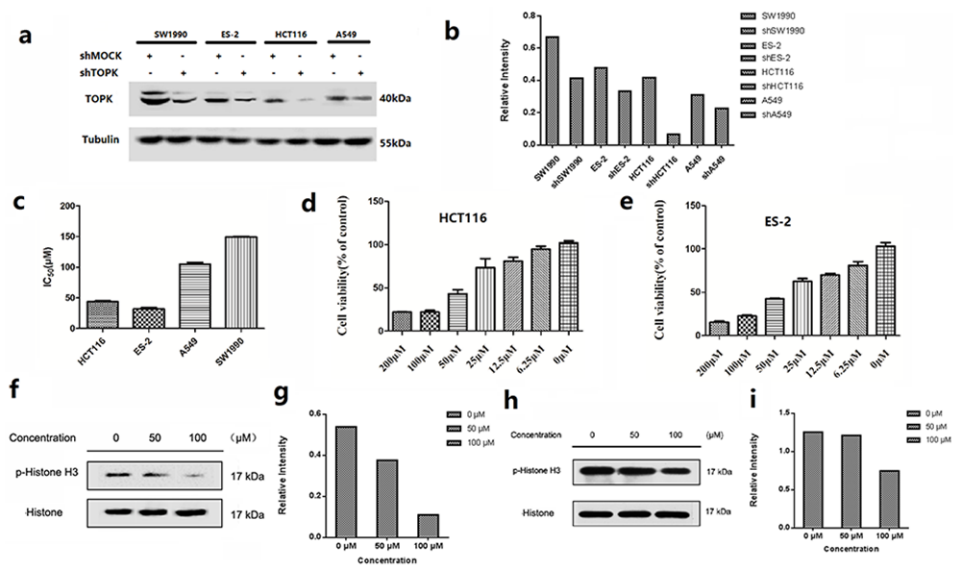 a
SW1990 ES-2 HCT116 A549
shMOCK + - + - + - + -
shTOPK - + - + - + - +
TOPK 40kDa
Tubulin 55kDa
b
Relative Intensity
0.8
0.6
0.4
0.2
0.0
SW1990 shSW1990 ES-2 shES-2 HCT116 shHCT116 A549 shA549
SW1990
shSW1990
ES-2
shES-2
HCT116
shHCT116
A549
shA549
c
IC50(μM)
200
150
100
50
0
HCT116 ES-2 A549 SW1990
d
HCT116
Cell viability(% of control)
150
100
50
0
200μM 100μM 50μM 25μM 12.5μM 6.25μM 0μM
e
ES-2
Cell viability(% of control)
150
100
50
0
200μM 100μM 50μM 25μM 12.5μM 6.25μM 0μM
f
Concentration 0 50 100 (μM)
p-Histone H3 17 kDa
Histone 17 kDa
g
Relative Intensity
0.6
0.4
0.2
0.0
0 μM 50 μM 100 μM
Concentration
0 μM
50 μM
100 μM
h
Concentration 0 50 100 (μM)
p-Histone H3 17 kDa
Histone 17 kDa
i
Relative Intensity
1.5
1.0
0.5
0.0
0 μM 50 μM 100 μM
Concentration
0 μM
50 μM
100 μM